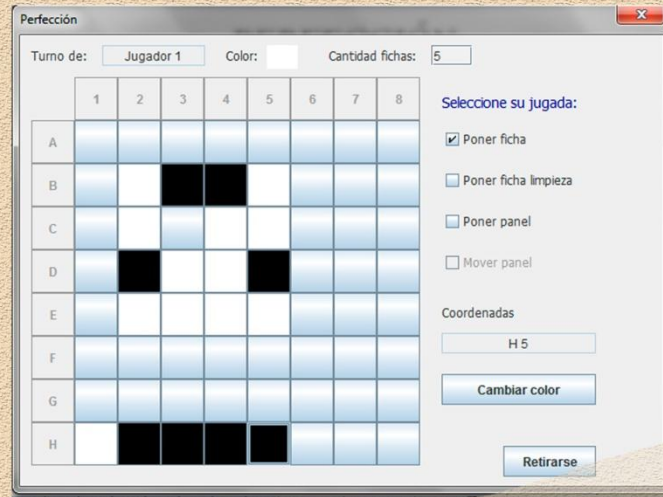 Perfección
Turno de: Jugador 1 Color: Cantidad fichas: 5
1 2 3 4 5 6 7 8
A
B
C
D
E
F
G
H
Seleccione su jugada:
Poner ficha
Poner ficha limpieza
Poner panel
Mover panel
Coordenadas
H 5
Cambiar color
Retirarse